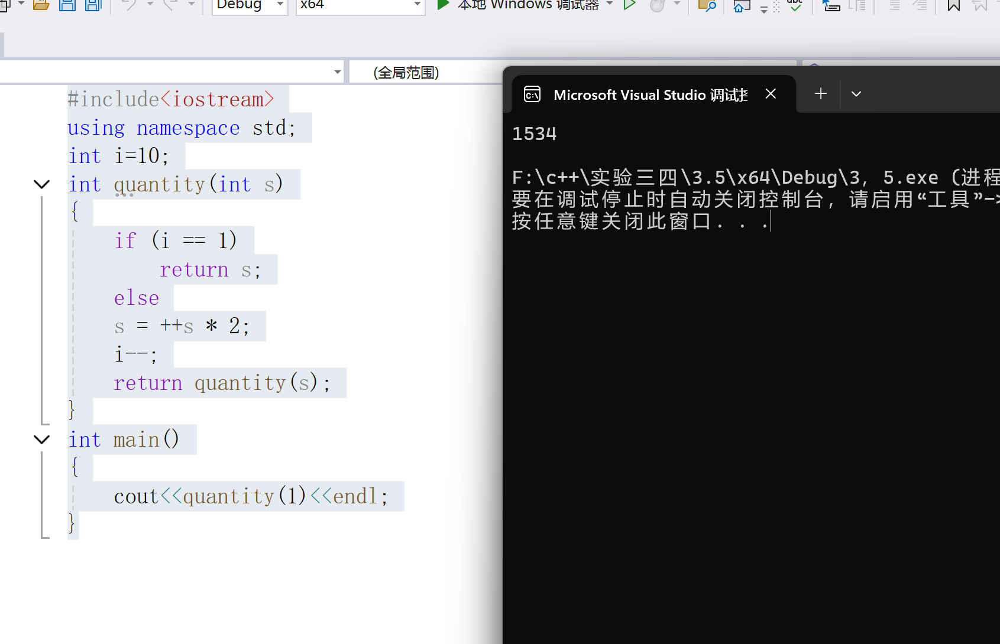 Debug x64 本地 Windows 调试器
(全局范围)
#include<iostream>
using namespace std;
int i=10;
int quantity(int s)
{
if (i == 1)
return s;
else
s = ++s * 2;
i--;
return quantity(s);
}
int main()
{
cout<<quantity(1)<<endl;
}
Microsoft Visual Studio 调试控
1534
F:\c++\实验三四\3.5\x64\Debug\3, 5.exe (进程
要在调试停止时自动关闭控制台, 请启用“工具”->
按任意键关闭此窗口. . .